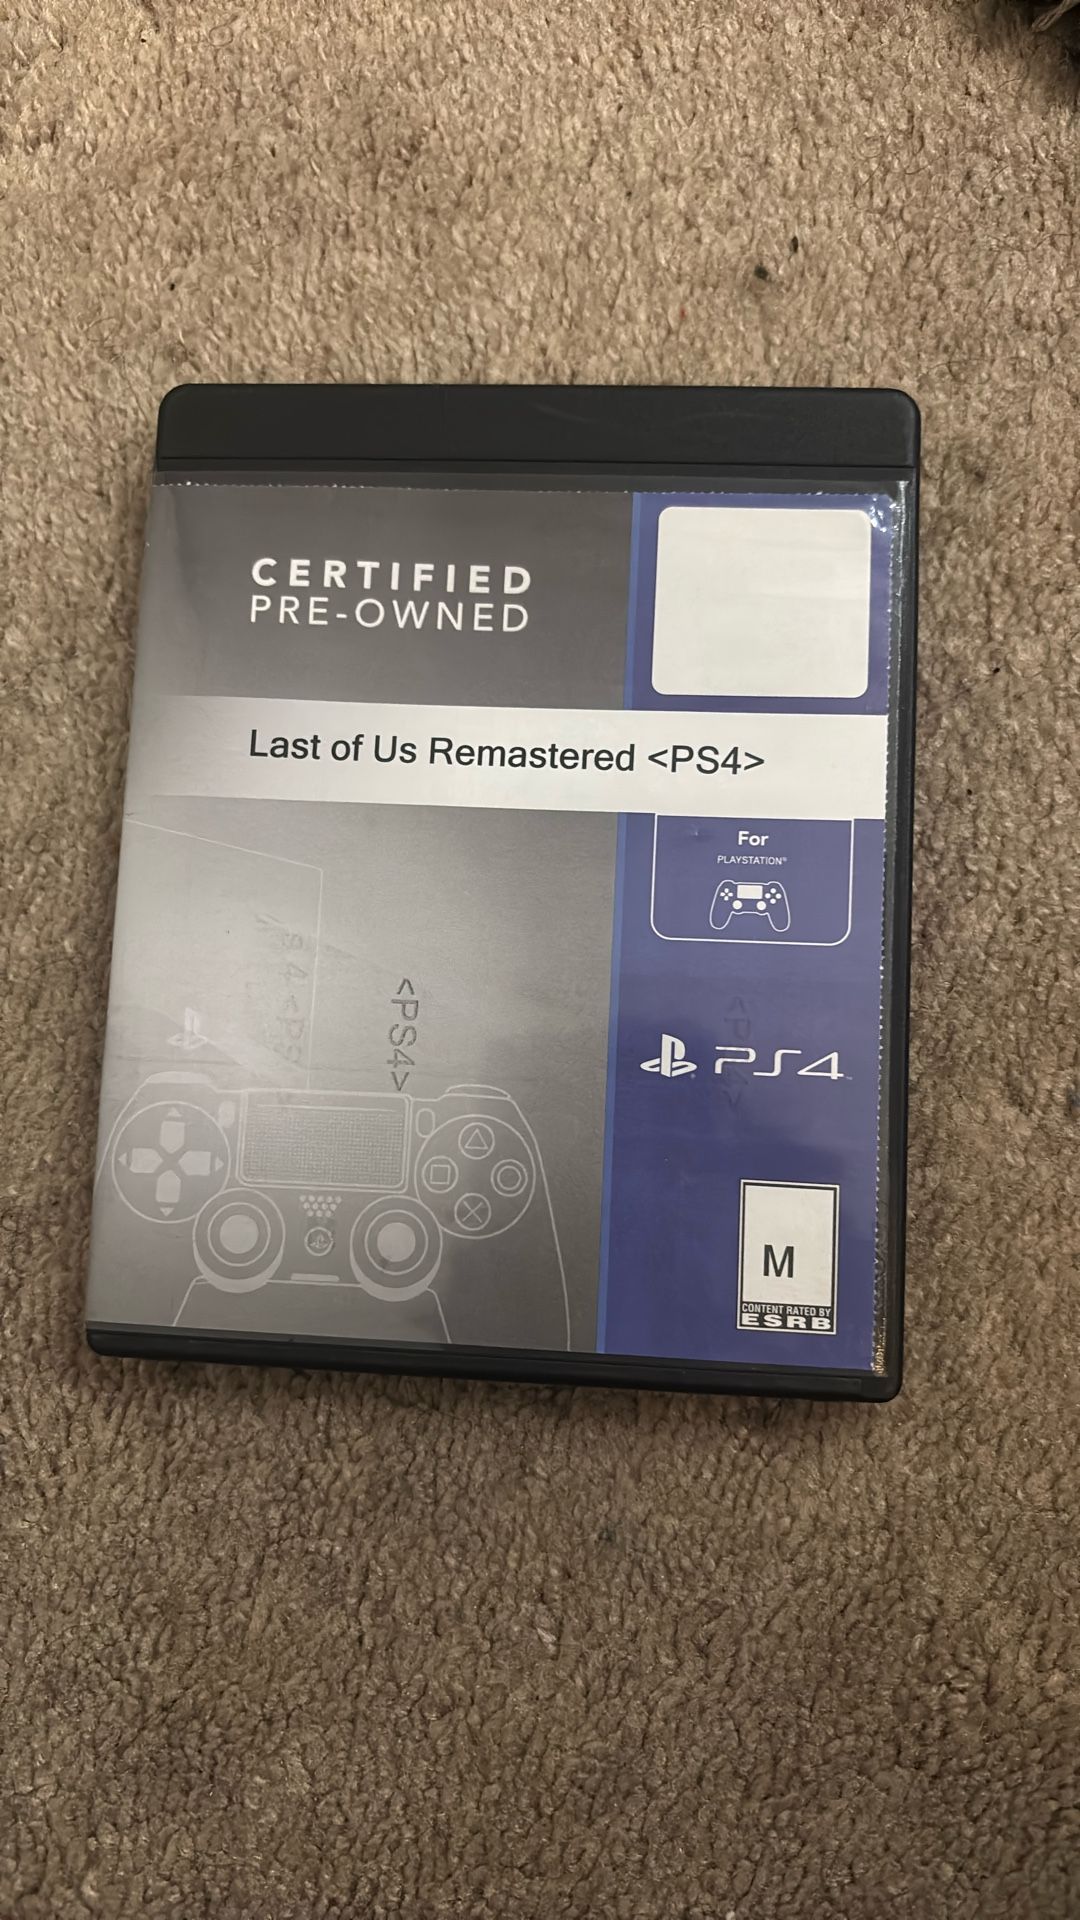 CERTIFIED
PRE-OWNED
Last of Us Remastered <PS4>
For
PLAYSTATION®
<PS4>
PS4
M
CONTENT RATED BY
ESRB